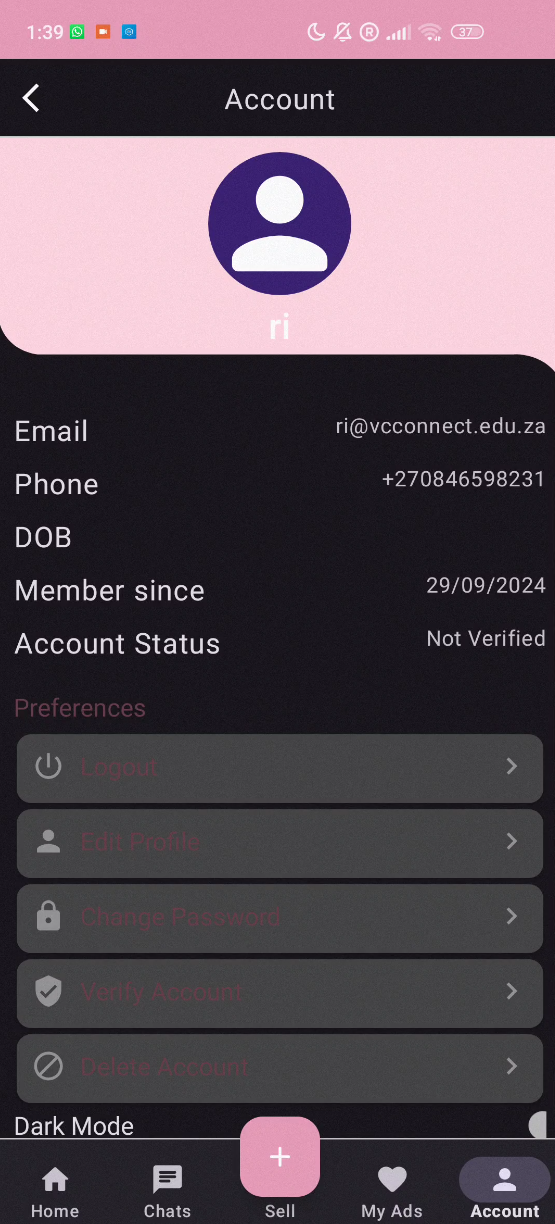 1:39
R
37
Account
ri
Email ri@vcconnect.edu.za
Phone +270846598231
DOB
Member since 29/09/2024
Account Status Not Verified
Preferences
Logout
Edit Profile
Change Password
Verify Account
Delete Account
Dark Mode
Home Chats Sell My Ads Account